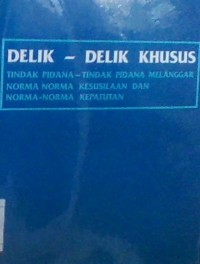 DELIK – DELIK KHUSUS
TINDAK PIDANA – TINDAK PIDANA MELANGGAR
NORMA NORMA KESUSILAAN DAN
NORMA-NORMA KEPATUTAN